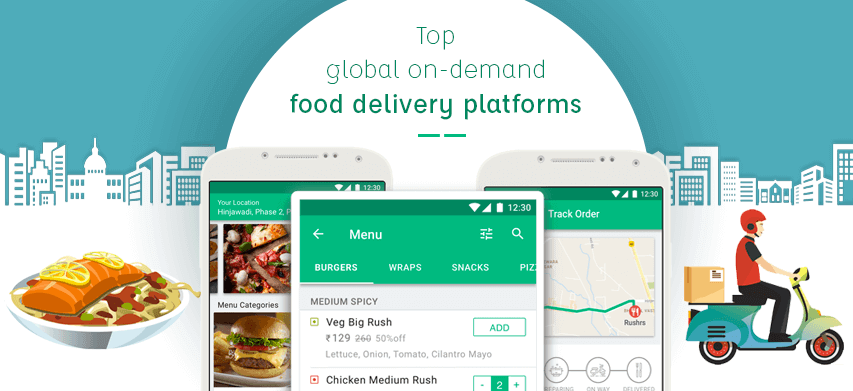 Top
global on-demand
food delivery platforms
12:30
Your Location
Hinjawadi, Phase 2, P
Menu Categories
12:30
Menu
BURGERS WRAPS SNACKS PIZ
MEDIUM SPICY
Veg Big Rush
₹129 260 50%off
ADD
Lettuce, Onion, Tomato, Cilantro Mayo
Chicken Medium Rush
- 2 +
12:30
Track Order
Rushrs
ON WAY DELIVERED